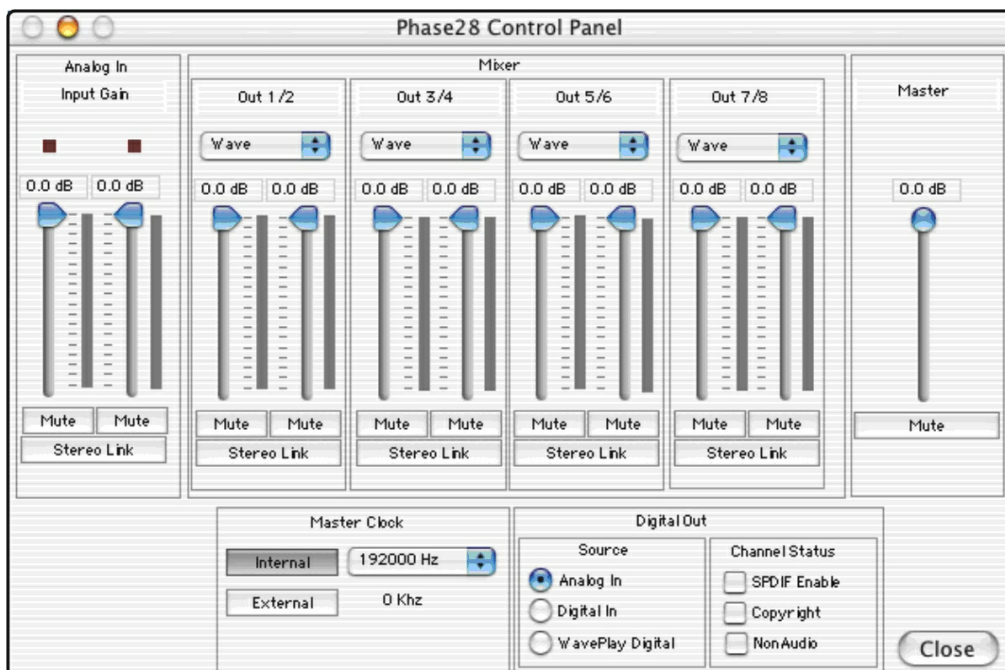 Phase28 Control Panel
Analog In
Input Gain
0.0 dB 0.0 dB
Mute Mute
Stereo Link
Mixer
Out 1/2
Wave
0.0 dB 0.0 dB
Mute Mute
Stereo Link
Out 3/4
Wave
0.0 dB 0.0 dB
Mute Mute
Stereo Link
Out 5/6
Wave
0.0 dB 0.0 dB
Mute Mute
Stereo Link
Out 7/8
Wave
0.0 dB 0.0 dB
Mute Mute
Stereo Link
Master
0.0 dB
Mute
Master Clock
Internal 192000 Hz
External 0 Khz
Digital Out
Source
Analog In
Digital In
WavePlay Digital
Channel Status
SPDIF Enable
Copyright
NonAudio
Close